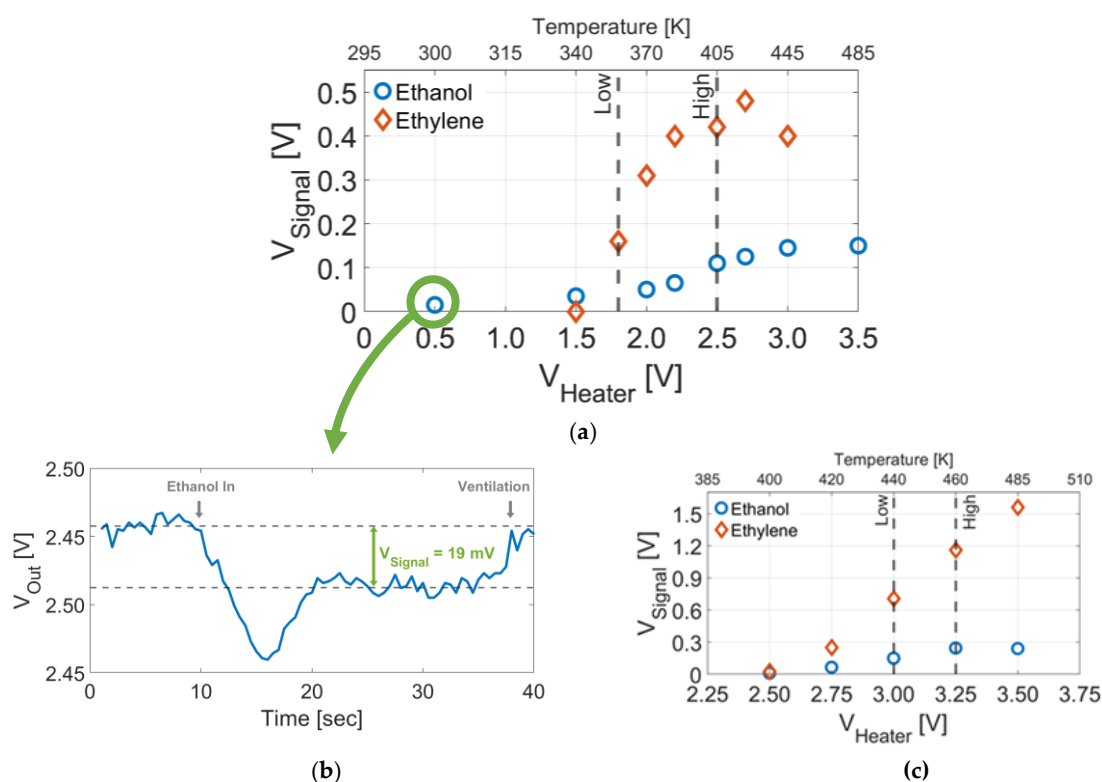 Temperature [K]
295 300 315 340 370 405 445 485
Low
High
Ethanol
Ethylene
0.5
0.4
0.3
0.2
0.1
0
V_Signal [V]
0 0.5 1.0 1.5 2.0 2.5 3.0 3.5
V_Heater [V]
(a)
2.50
2.45
2.50
2.45
V_Out [V]
Ethanol In
Ventilation
V_Signal = 19 mV
0 10 20 30 40
Time [sec]
(b)
Temperature [K]
385 400 420 440 460 485 510
Low
High
Ethanol
Ethylene
1.5
1.2
0.9
0.6
0.3
0
V_Signal [V]
2.25 2.50 2.75 3.00 3.25 3.50 3.75
V_Heater [V]
(c)